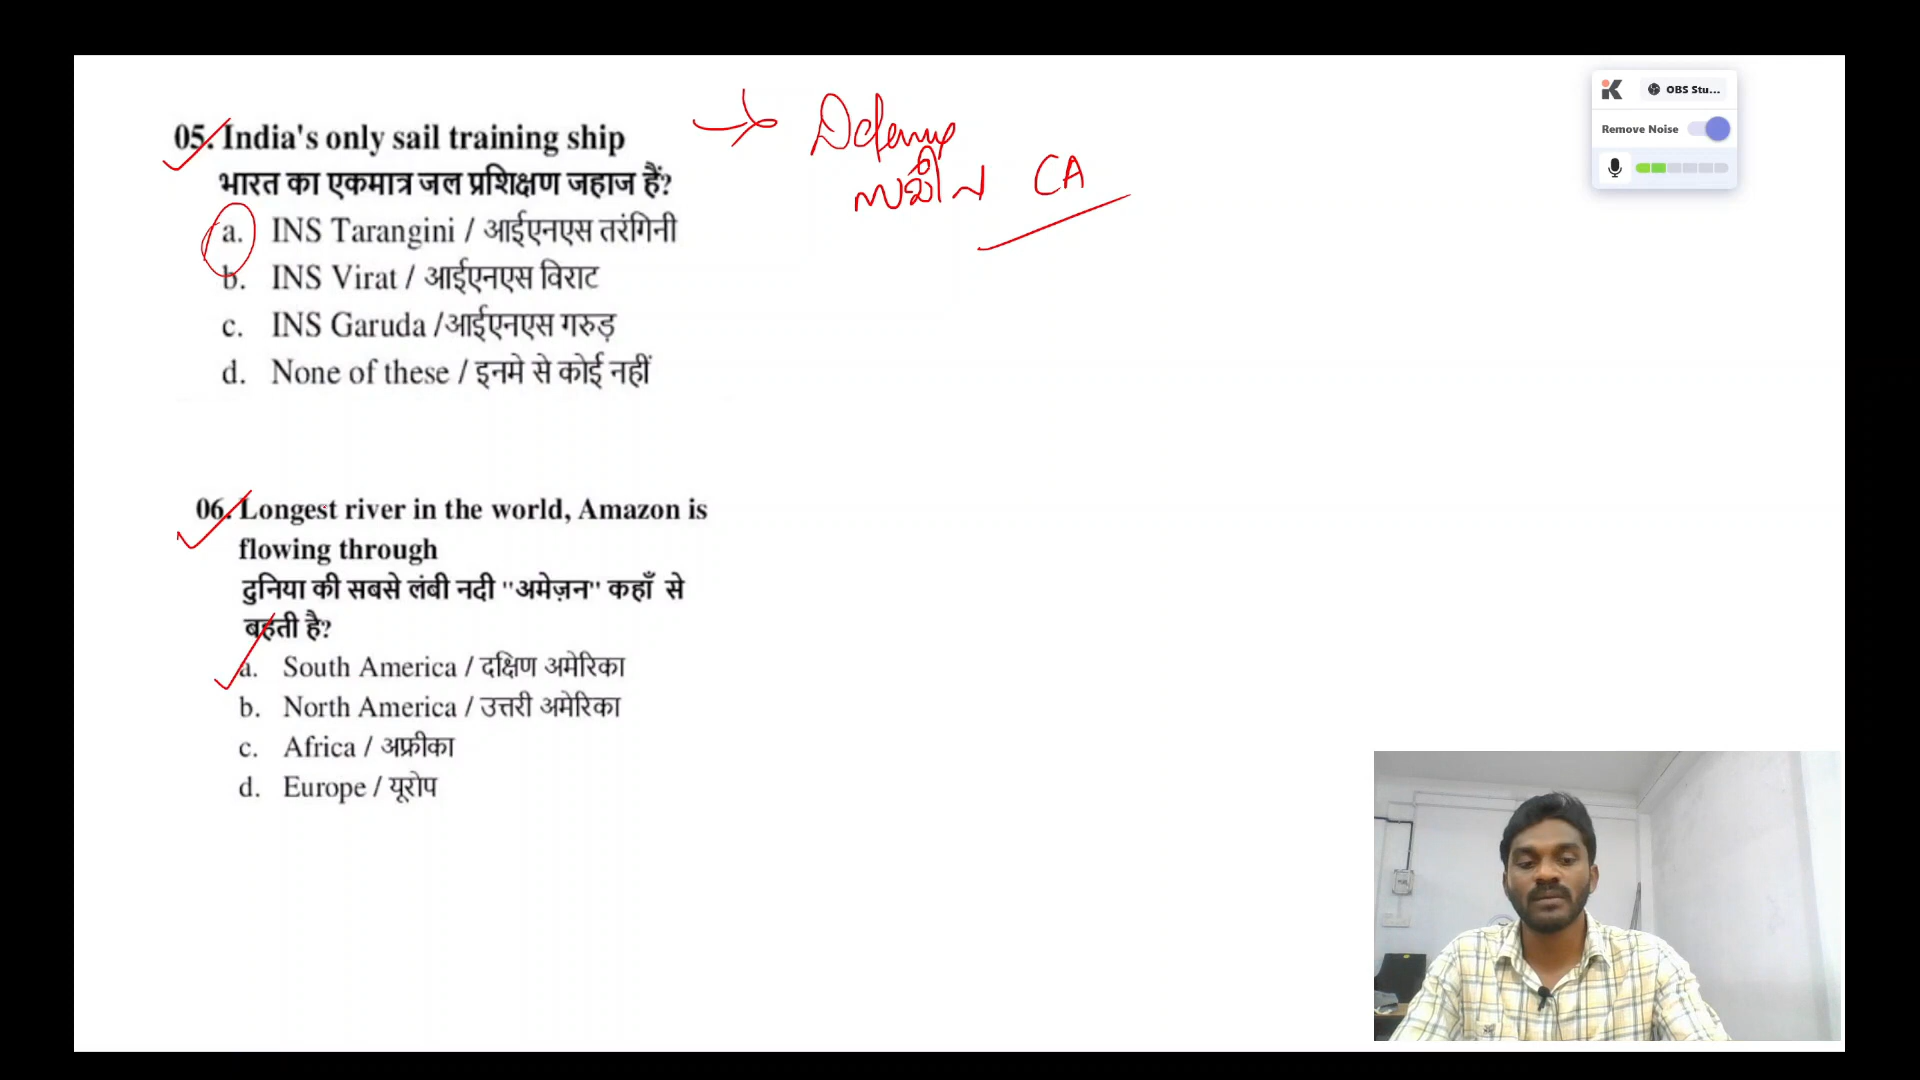 05. India's only sail training ship
भारत का एकमात्र जल प्रशिक्षण जहाज हैं?
a. INS Tarangini / आईएनएस तरंगिनी
b. INS Virat / आईएनएस विराट
c. INS Garuda /आईएनएस गरुड़
d. None of these / इनमे से कोई नहीं
CA
06. Longest river in the world, Amazon is
flowing through
दुनिया की सबसे लंबी नदी "अमेज़न" कहाँ से
बहती है?
a. South America / दक्षिण अमेरिका
b. North America / उत्तरी अमेरिका
c. Africa / अफ्रीका
d. Europe / यूरोप
OBS Stu...
Remove Noise